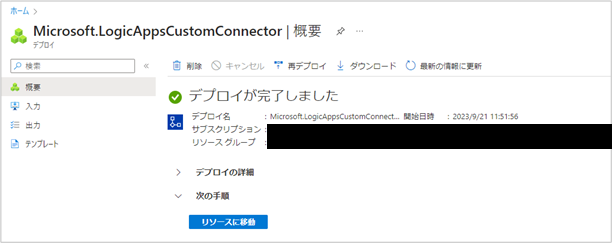 ホーム >
Microsoft.LogicAppsCustomConnector | 概要
デプロイ
検索
削除 キャンセル 再デプロイ ダウンロード 最新の情報に更新
概要
入力
出力
テンプレート
デプロイが完了しました
デプロイ名 : Microsoft.LogicAppsCustomConnect... 開始日時 : 2023/9/21 11:51:56
サブスクリプション :
リソース グループ :
デプロイの詳細
次の手順
リソースに移動